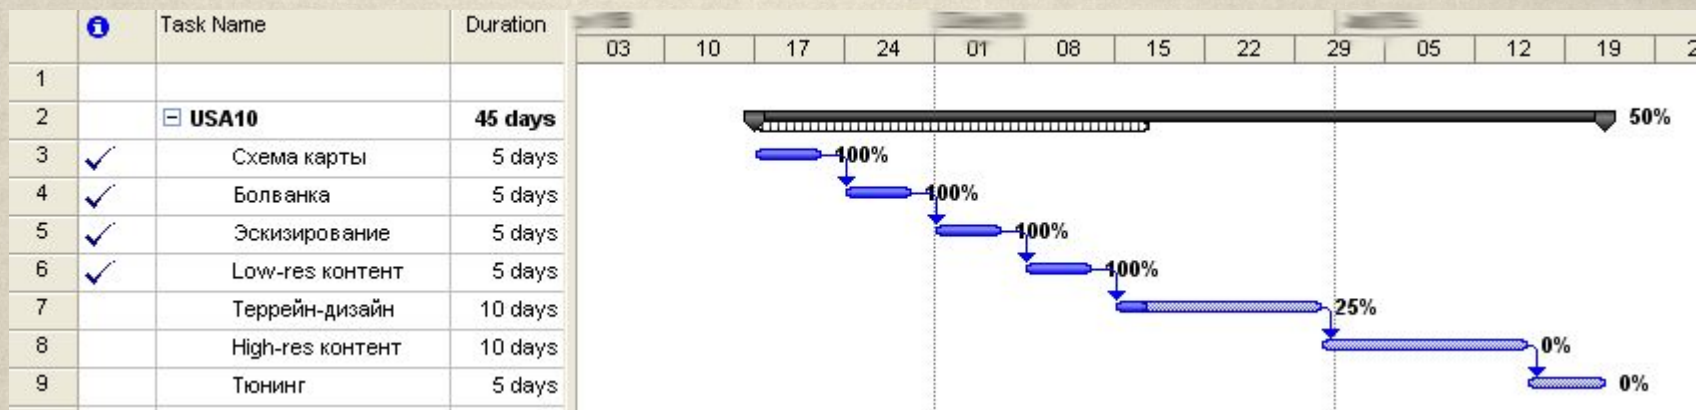 Task Name Duration
03 10 17 24 01 08 15 22 29 05 12 19 2
1
2 USA10 45 days 50%
3 Схема карты 5 days 100%
4 Болванка 5 days 100%
5 Эскизирование 5 days 100%
6 Low-res контент 5 days 100%
7 Террейн-дизайн 10 days 25%
8 High-res контент 10 days 0%
9 Тюнинг 5 days 0%